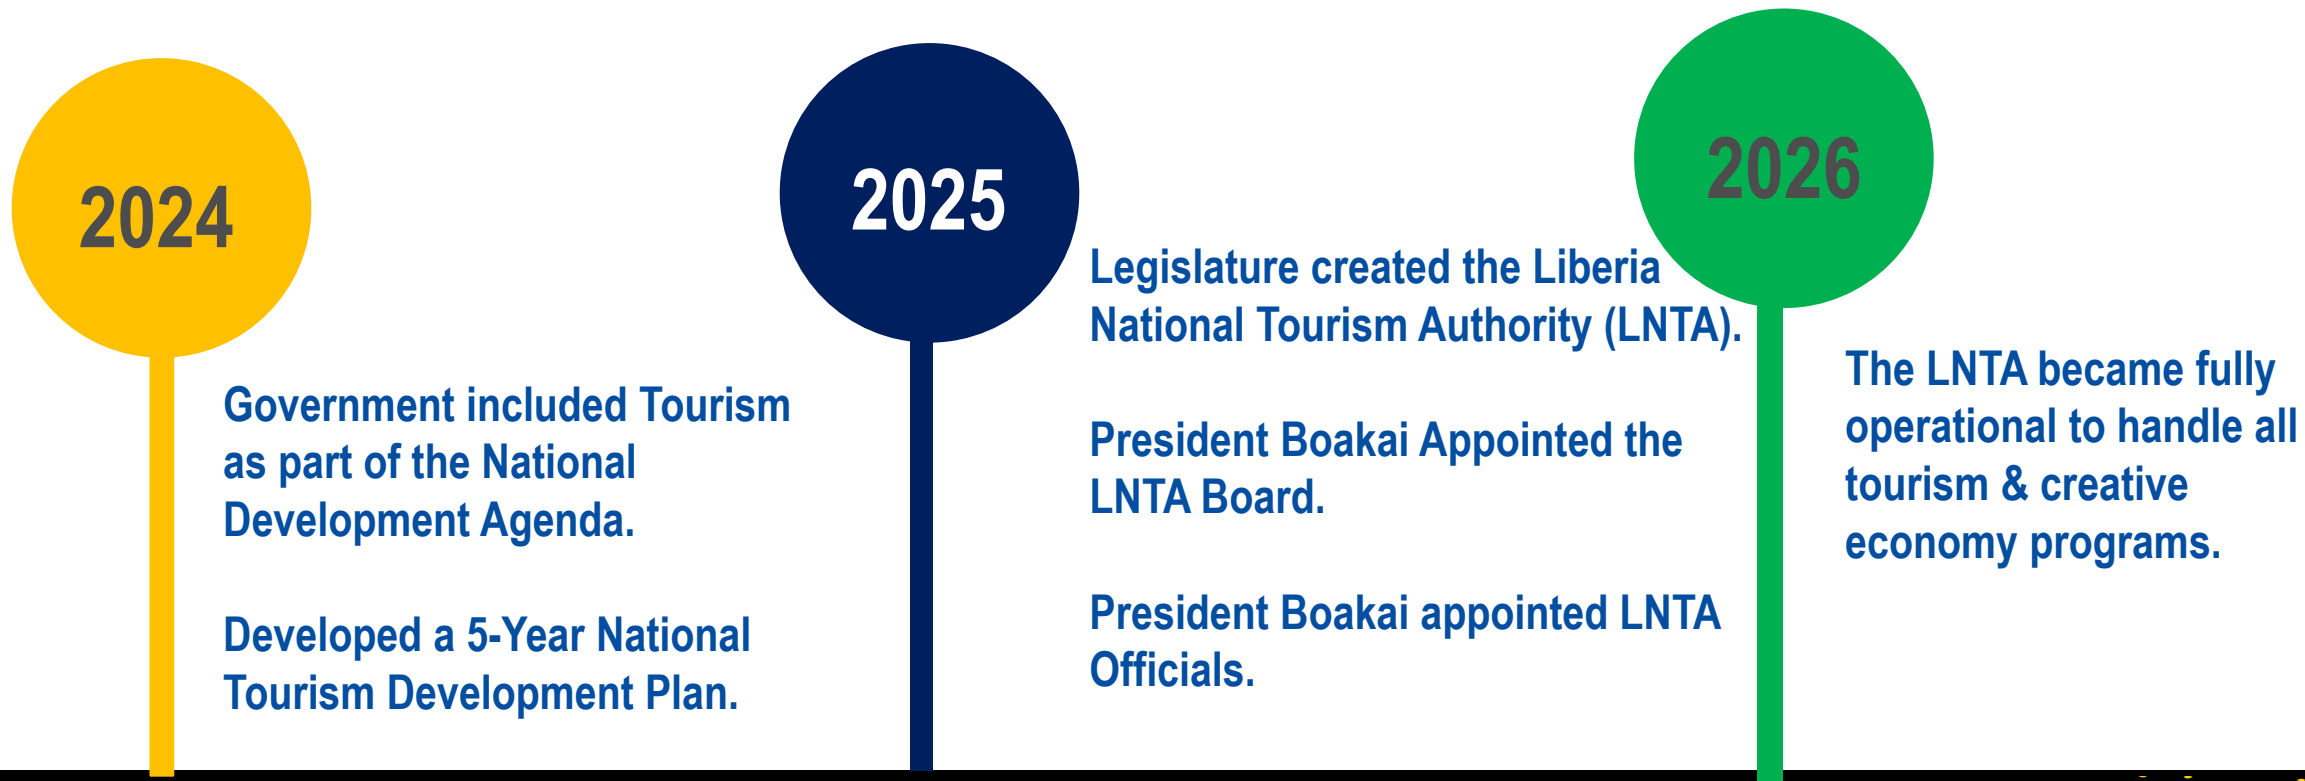 2024
Government included Tourism
as part of the National
Development Agenda.
Developed a 5-Year National
Tourism Development Plan.
2025
Legislature created the Liberia
National Tourism Authority (LNTA).
President Boakai Appointed the
LNTA Board.
President Boakai appointed LNTA
Officials.
2026
The LNTA became fully
operational to handle all
tourism & creative
economy programs.